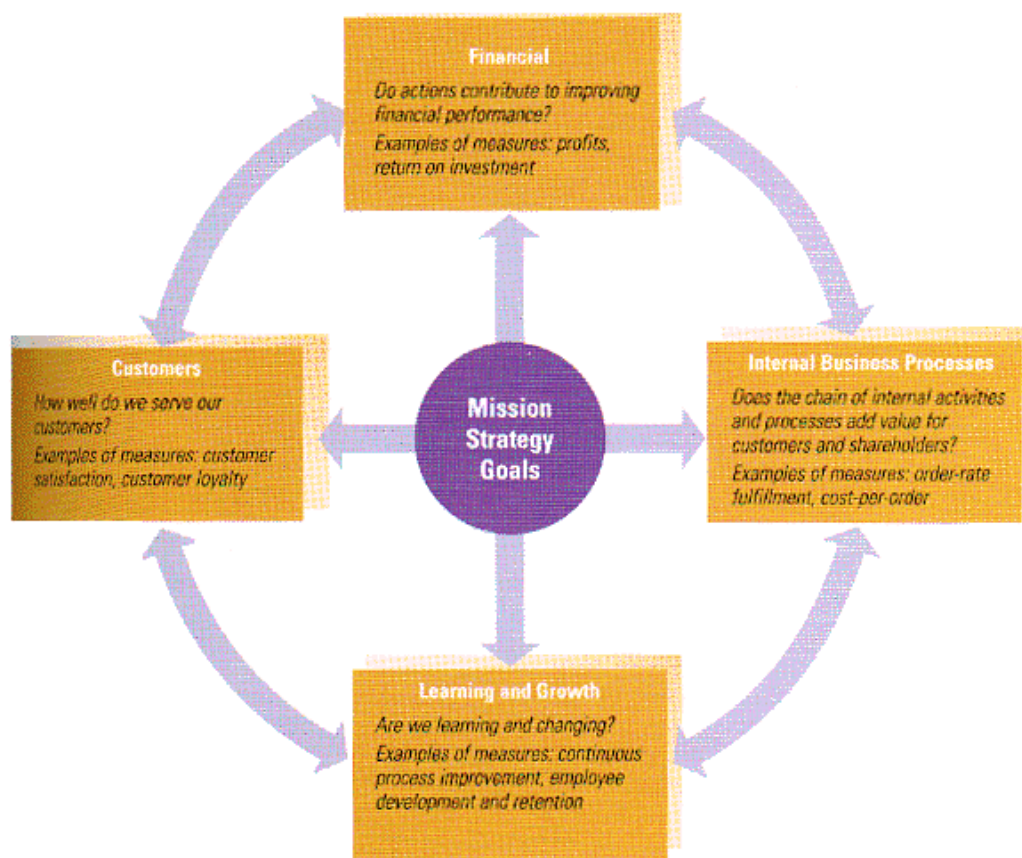 Financial
Do actions contribute to improving
financial performance?
Examples of measures: profits,
return on investment
Customers
How well do we serve our
customers?
Examples of measures: customer
satisfaction, customer loyalty
Mission
Strategy
Goals
Internal Business Processes
Does the chain of internal activities
and processes add value for
customers and shareholders?
Examples of measures: order-rate
fulfillment, cost-per-order
Learning and Growth
Are we learning and changing?
Examples of measures: continuous
process improvement, employee
development and retention